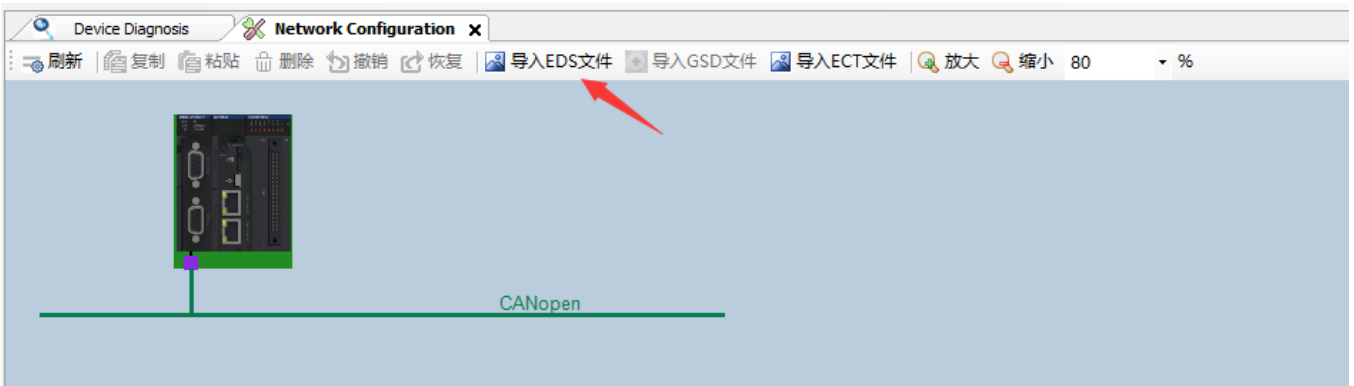 Device Diagnosis Network Configuration
刷新 复制 粘贴 删除 撤销 恢复 导入EDS文件 导入GSD文件 导入ECT文件 放大 缩小 80 %
CANopen